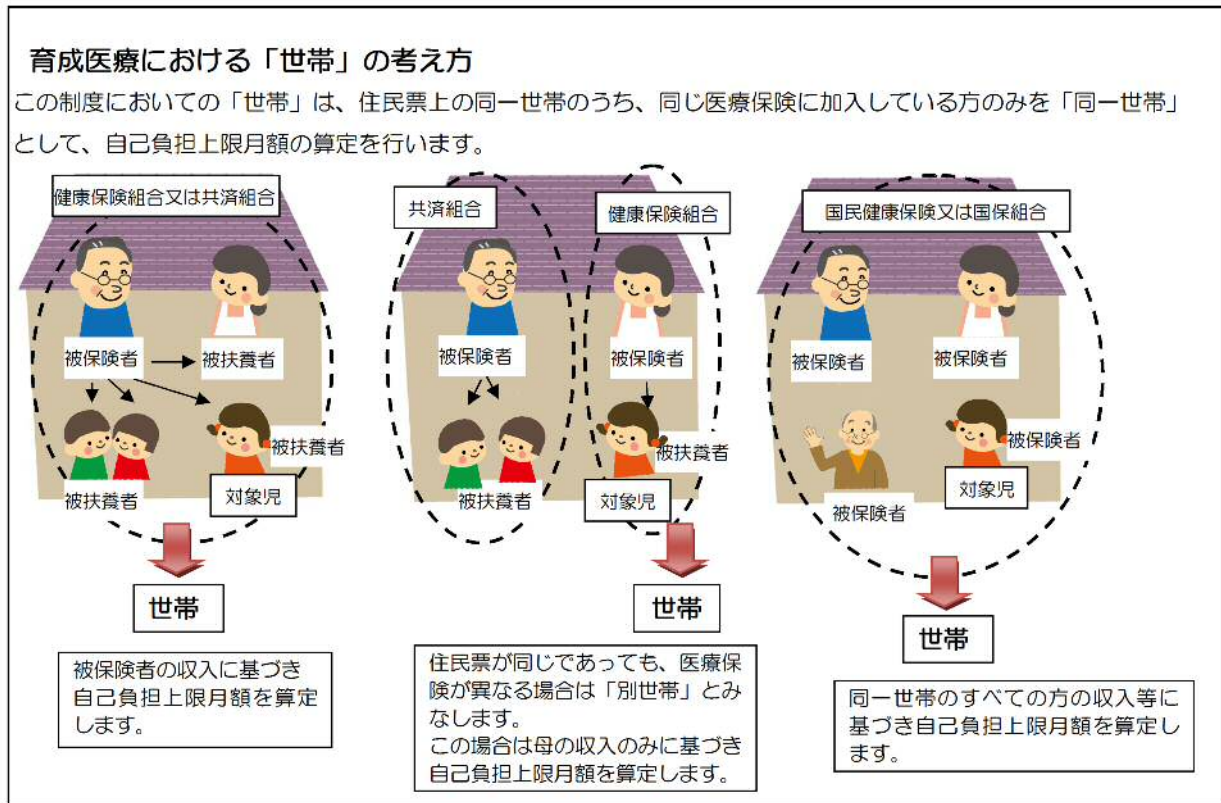 育成医療における「世帯」の考え方
この制度においての「世帯」は、住民票上の同一世帯のうち、同じ医療保険に加入している方のみを「同一世帯」
として、自己負担上限月額の算定を行います。
健康保険組合又は共済組合
被保険者
被扶養者
被扶養者
被扶養者
対象児
世帯
被保険者の収入に基づき
自己負担上限月額を算定
します。
共済組合
健康保険組合
被保険者
被保険者
被扶養者
被扶養者
対象児
世帯
住民票が同じであっても、医療保
険が異なる場合は「別世帯」とみ
なします。
この場合は母の収入のみに基づき
自己負担上限月額を算定します。
国民健康保険又は国保組合
被保険者
被保険者
被保険者
被保険者
対象児
世帯
同一世帯のすべての方の収入等に
基づき自己負担上限月額を算定し
ます。